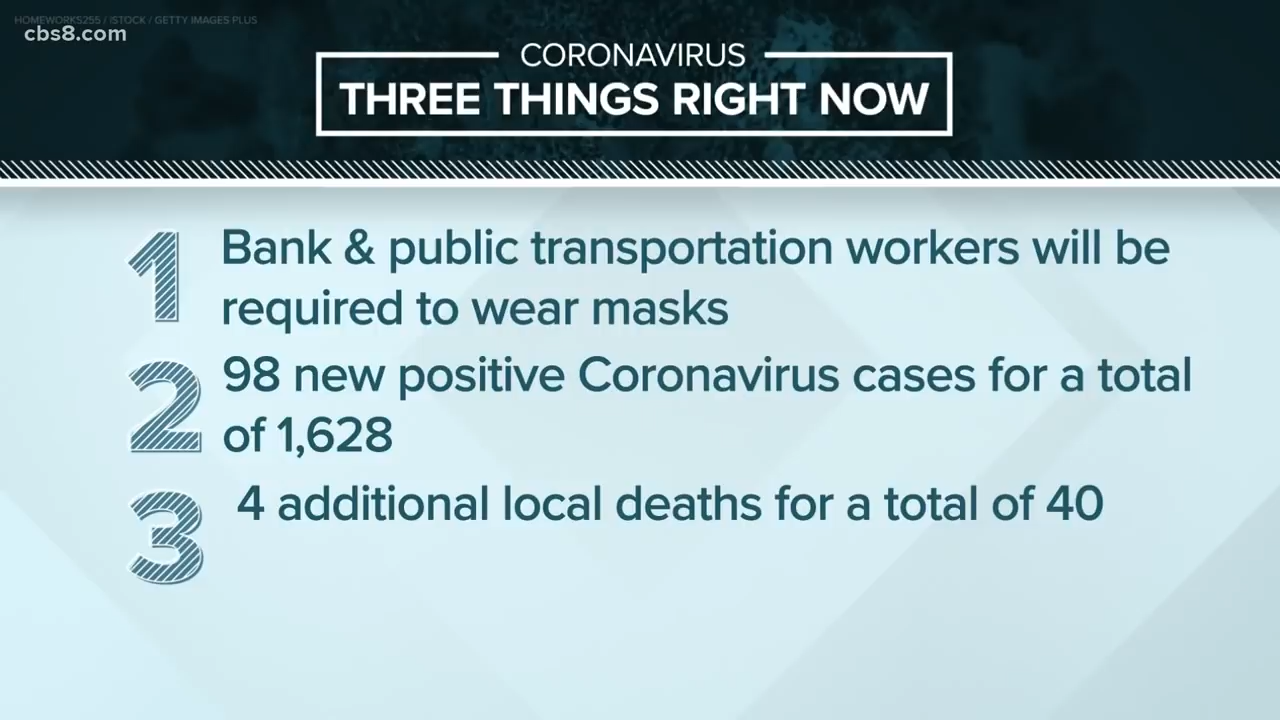 HOMEWORKS255 / ISTOCK / GETTY IMAGES PLUS
cbs8.com
CORONAVIRUS
THREE THINGS RIGHT NOW
1 Bank & public transportation workers will be
required to wear masks
2 98 new positive Coronavirus cases for a total
of 1,628
3 4 additional local deaths for a total of 40